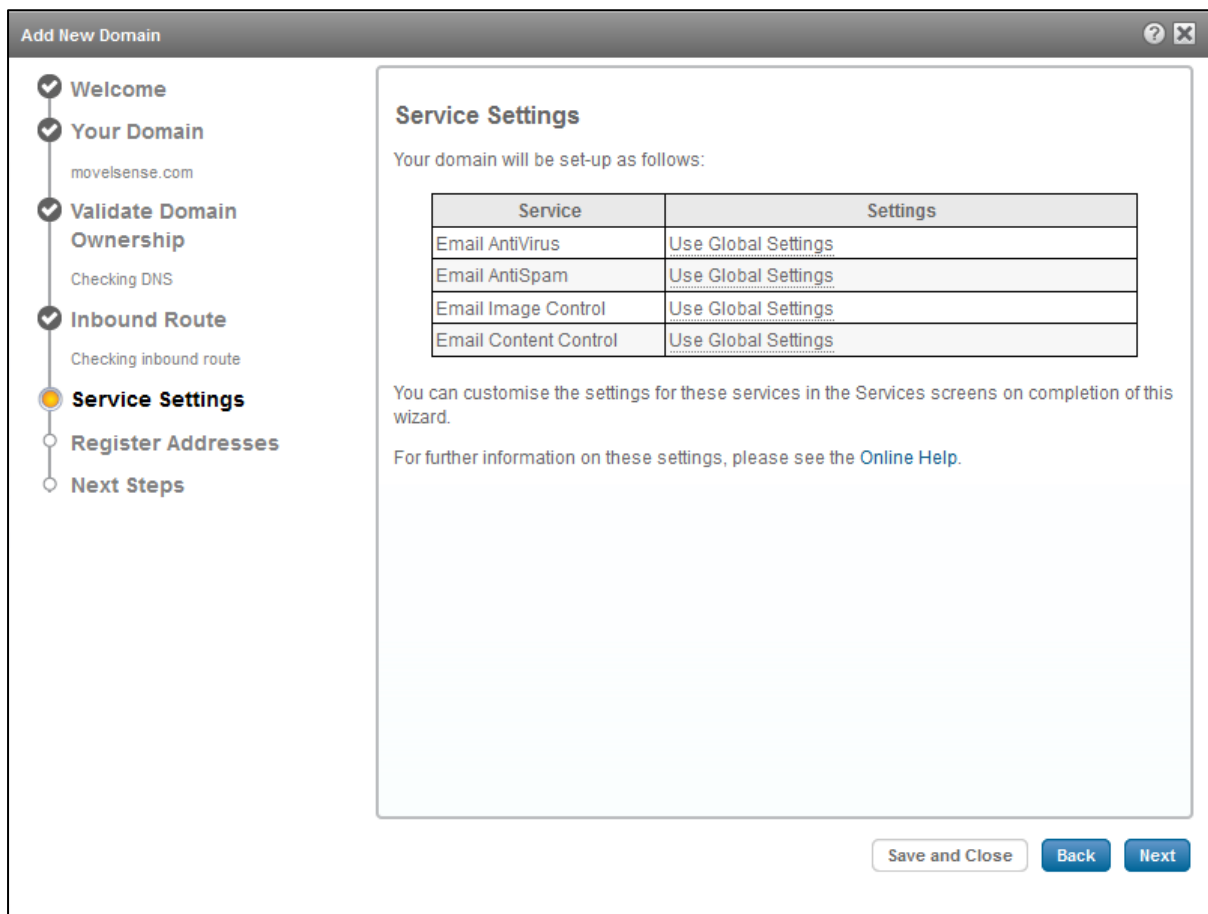 Add New Domain
Welcome
Your Domain
movelsense.com
Validate Domain
Ownership
Checking DNS
Inbound Route
Checking inbound route
Service Settings
Register Addresses
Next Steps
Service Settings
Your domain will be set-up as follows:
Service Settings
Email AntiVirus Use Global Settings
Email AntiSpam Use Global Settings
Email Image Control Use Global Settings
Email Content Control Use Global Settings
You can customise the settings for these services in the Services screens on completion of this
wizard.
For further information on these settings, please see the Online Help.
Save and Close Back Next